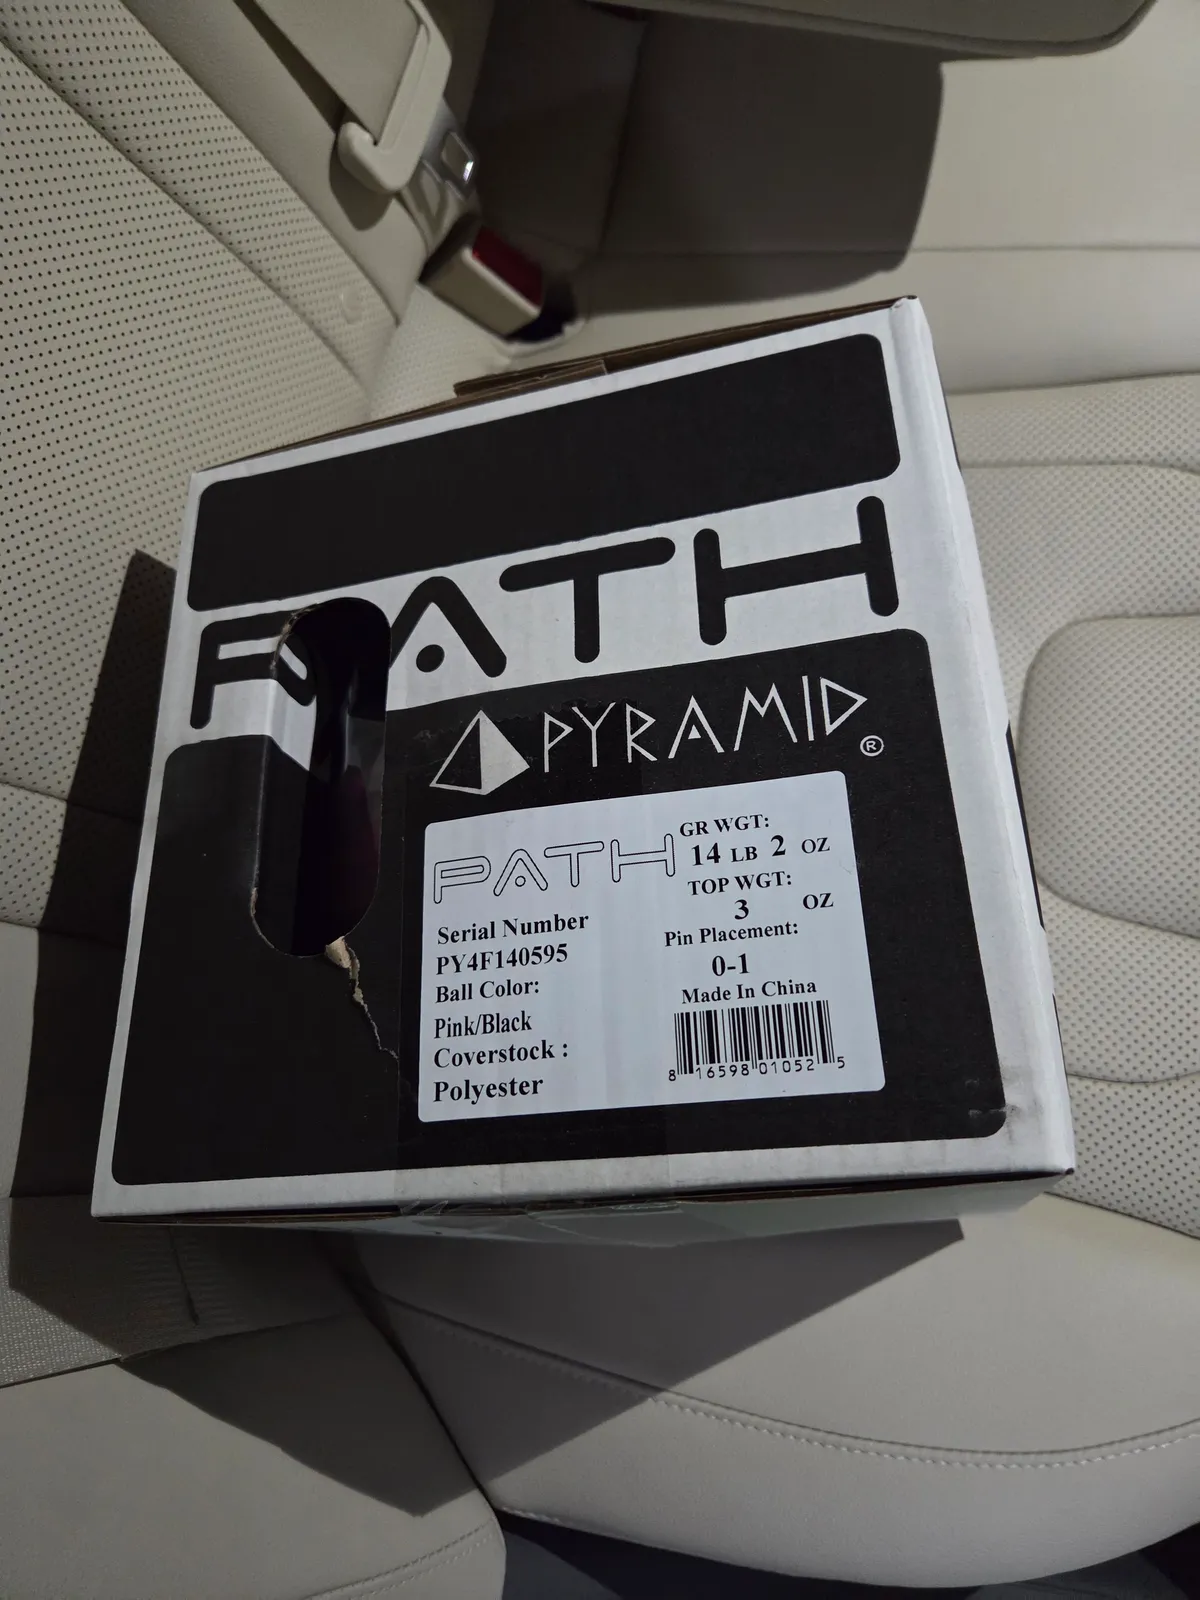 PATH
PYRAMID®
PATH
Serial Number
PY4F140595
Ball Color:
Pink/Black
Coverstock :
Polyester
GR WGT:
14 LB 2 OZ
TOP WGT:
3 OZ
Pin Placement:
0-1
Made In China
8 16598 01052 5